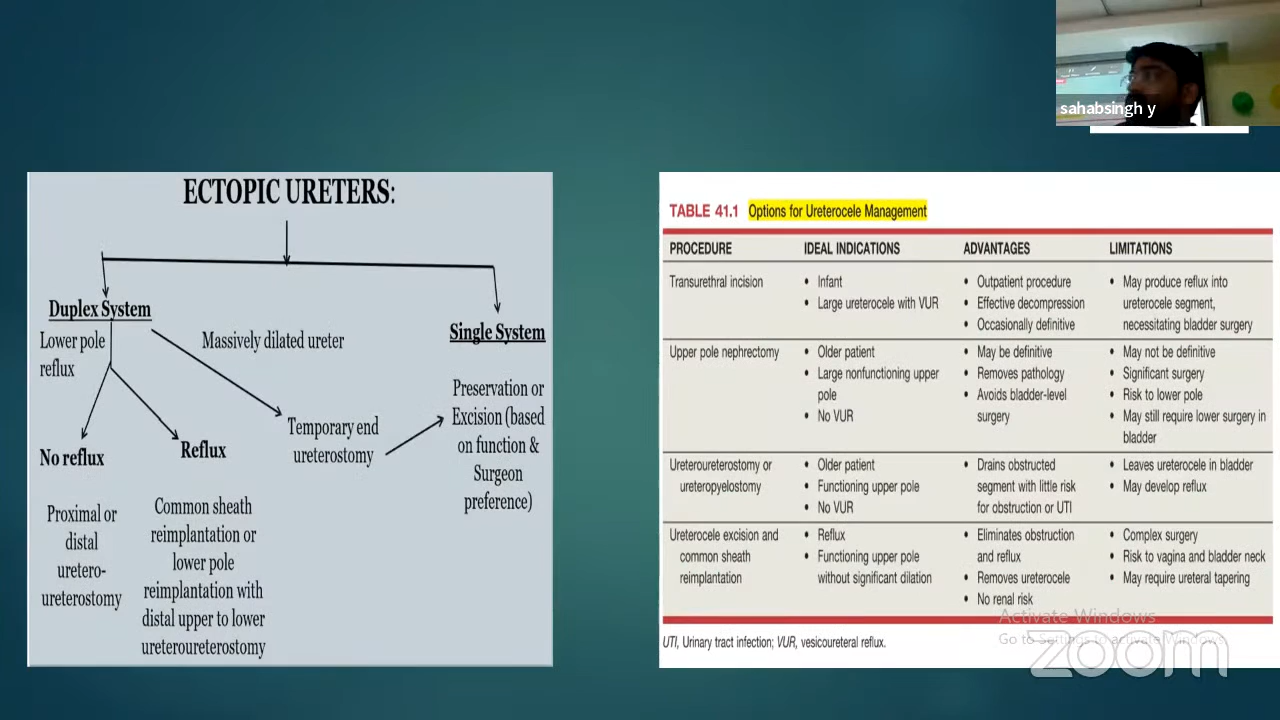 sahabsingh y
ECTOPIC URETERS:
Duplex System
Lower pole
reflux
Massively dilated ureter
Single System
Preservation or
Excision (based
on function &
Surgeon
preference)
Temporary end
ureterostomy
No reflux
Reflux
Proximal or
distal
uretero-
ureterostomy
Common sheath
reimplantation or
lower pole
reimplantation with
distal upper to lower
ureteroureterostomy
TABLE 41.1 Options for Ureterocele Management
PROCEDURE IDEAL INDICATIONS ADVANTAGES LIMITATIONS
Transurethral incision • Infant • Outpatient procedure • May produce reflux into
• Large ureterocele with VUR • Effective decompression ureterocele segment,
• Occasionally definitive necessitating bladder surgery
Upper pole nephrectomy • Older patient • May be definitive • May not be definitive
• Large nonfunctioning upper • Removes pathology • Significant surgery
pole • Avoids bladder-level • Risk to lower pole
• No VUR surgery • May still require lower surgery in
bladder
Ureteroureterostomy or • Older patient • Drains obstructed • Leaves ureterocele in bladder
ureteropyelostomy • Functioning upper pole segment with little risk • May develop reflux
• No VUR for obstruction or UTI
Ureterocele excision and • Reflux • Eliminates obstruction • Complex surgery
common sheath • Functioning upper pole and reflux • Risk to vagina and bladder neck
reimplantation without significant dilation • Removes ureterocele • May require ureteral tapering
• No renal risk
UTI, Urinary tract infection; VUR, vesicoureteral reflux.
Activate Windows
Go to Settings to activate Windows.
zoom